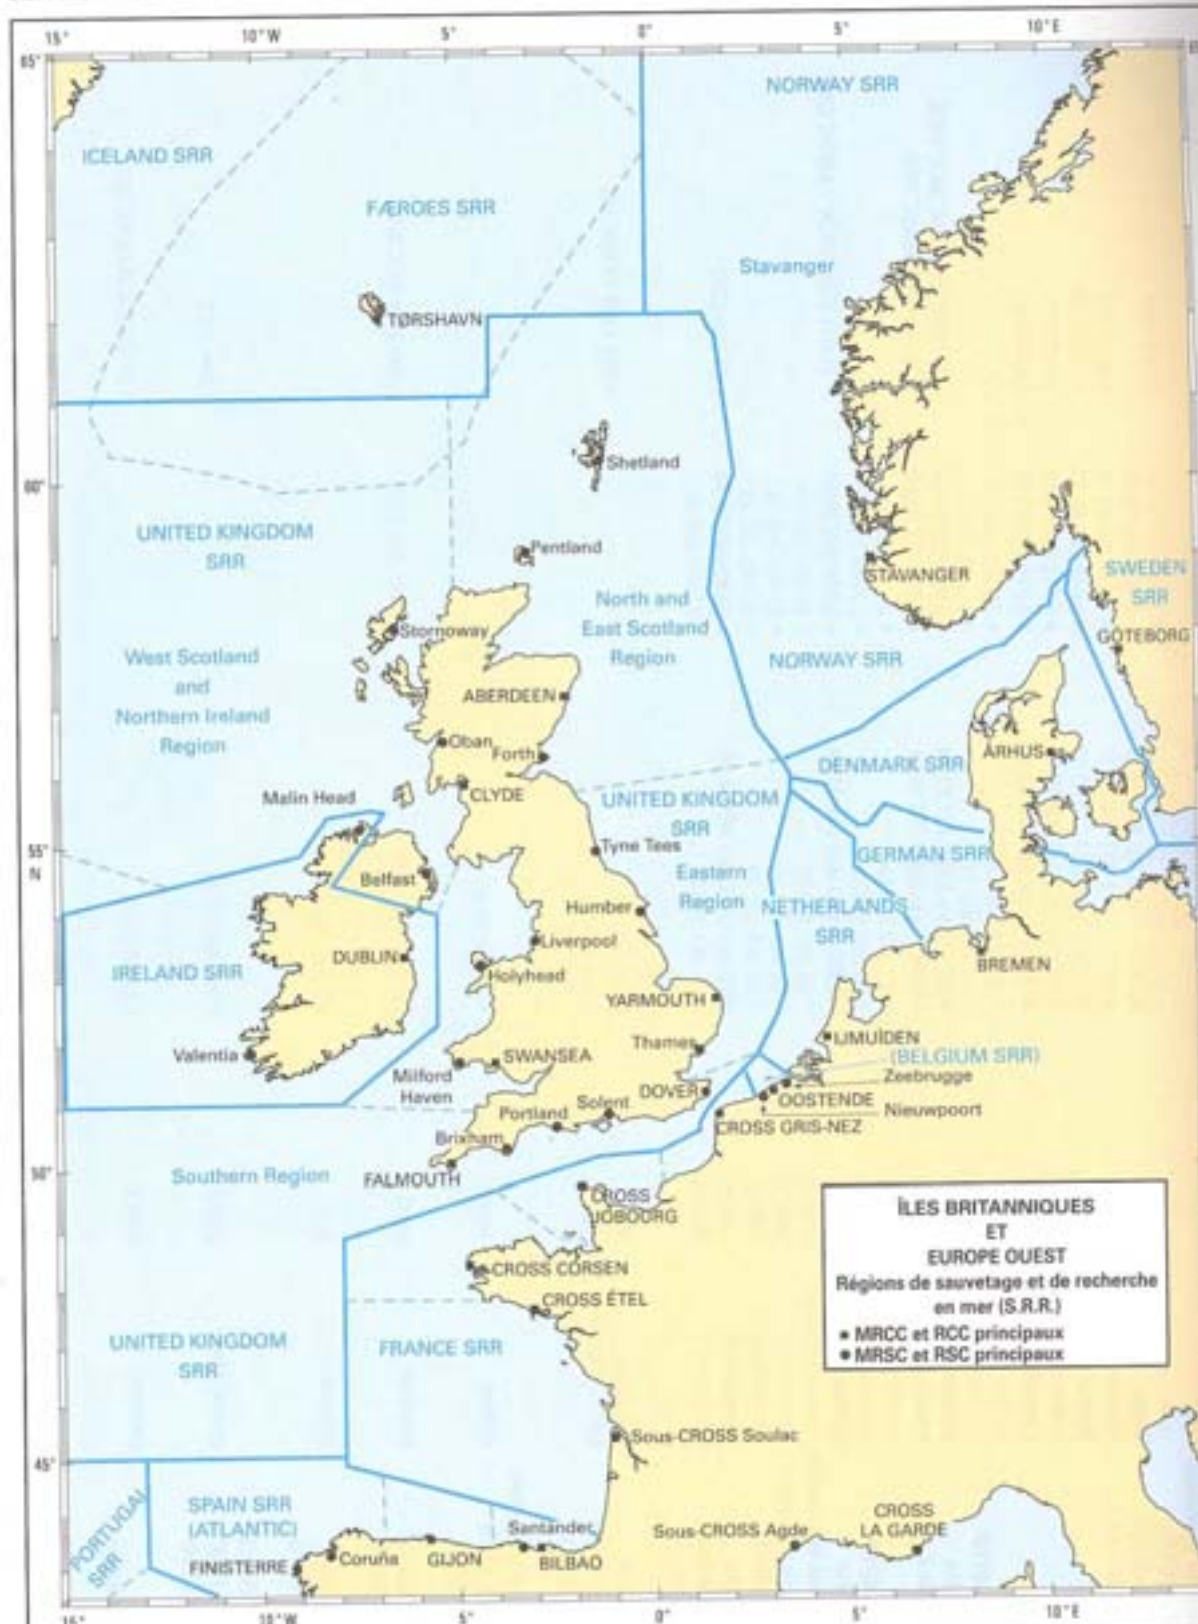 15°
10°W
5°
0°
5°
10°E
65°
NORWAY SRR
ICELAND SRR
FÆROES SRR
Stavanger
TØRSHAVN
Shetland
60°
UNITED KINGDOM
SRR
Pentland
STAVANGER
SWEDEN
SRR
North and
East Scotland
Region
Stornoway
GÖTEBORG
West Scotland
and
Northern Ireland
Region
NORWAY SRR
ABERDEEN
Oban
Forth
ÅRHUS
DENMARK SRR
Malin Head
CLYDE
UNITED KINGDOM
SRR
55°
N
Tyne Tees
GERMAN SRR
Belfast
Eastern
Region
Humber
NETHERLANDS
SRR
Liverpool
DUBLIN
IRELAND SRR
Holyhead
BREMEN
YARMOUTH
Thames
IJMUÏDEN
Valentia
SWANSEA
(BELGIUM SRR)
Milford
Haven
Zeebrugge
DOVER
OOSTENDE
Solent
Portland
Nieuwpoort
CROSS GRIS-NEZ
Brixham
50°
Southern Region
FALMOUTH
CROSS
JOBOURG
ÎLES BRITANNIQUES
ET
EUROPE OUEST
Régions de sauvetage et de recherche
en mer (S.R.R.)
MRCC et RCC principaux
MRSC et RSC principaux
CROSS CORSEN
CROSS ÉTEL
UNITED KINGDOM
SRR
FRANCE SRR
Sous-CROSS Soulac
45°
PORTUGAL
SRR
SPAIN SRR
(ATLANTIC)
Santander
Sous-CROSS Agde
CROSS
LA GARDE
FINISTERRE
Coruña
GIJON
BILBAO
15°
10°W
5°
0°
5°
10°E